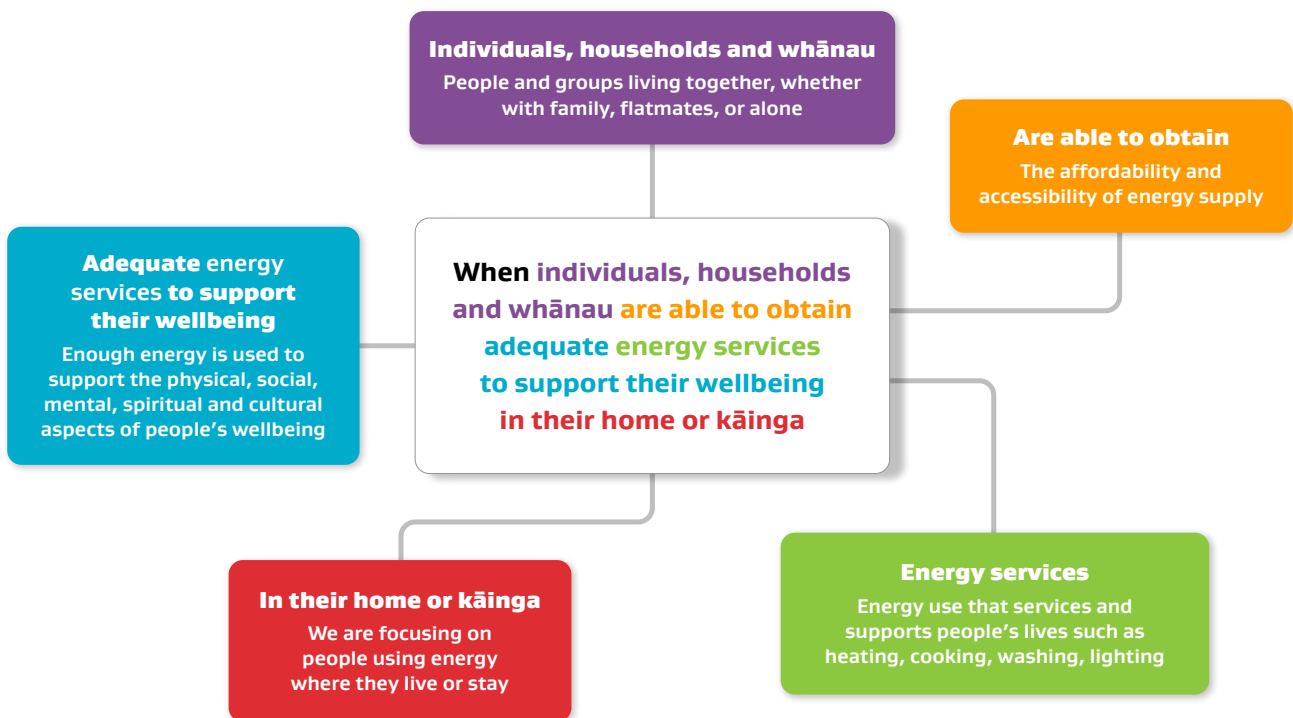 Individuals, households and whānau
People and groups living together, whether
with family, flatmates, or alone
Are able to obtain
The affordability and
accessibility of energy supply
Adequate energy
services to support
their wellbeing
Enough energy is used to
support the physical, social,
mental, spiritual and cultural
aspects of people’s wellbeing
When individuals, households
and whānau are able to obtain
adequate energy services
to support their wellbeing
in their home or kāinga
In their home or kāinga
We are focusing on
people using energy
where they live or stay
Energy services
Energy use that services and
supports people’s lives such as
heating, cooking, washing, lighting